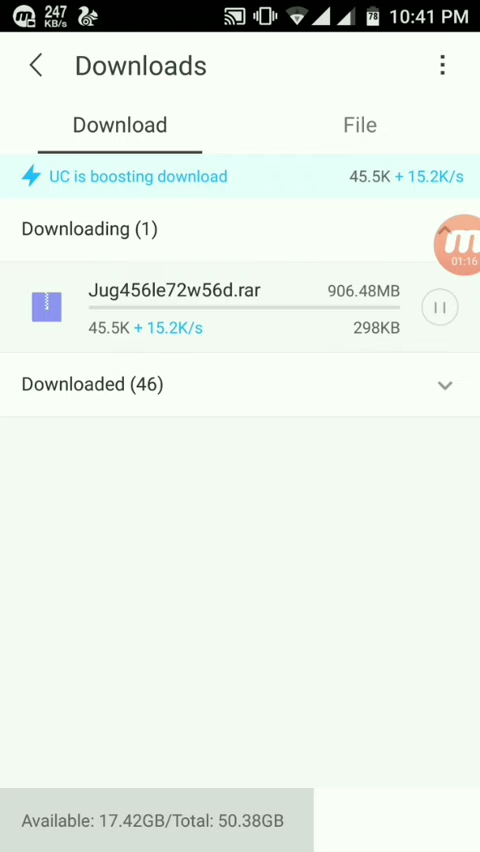 247
KB/s
78
10:41 PM
Downloads
Download
File
UC is boosting download
45.5K + 15.2K/s
Downloading (1)
01:16
Jug456le72w56d.rar
906.48MB
45.5K + 15.2K/s
298KB
Downloaded (46)
Available: 17.42GB/Total: 50.38GB